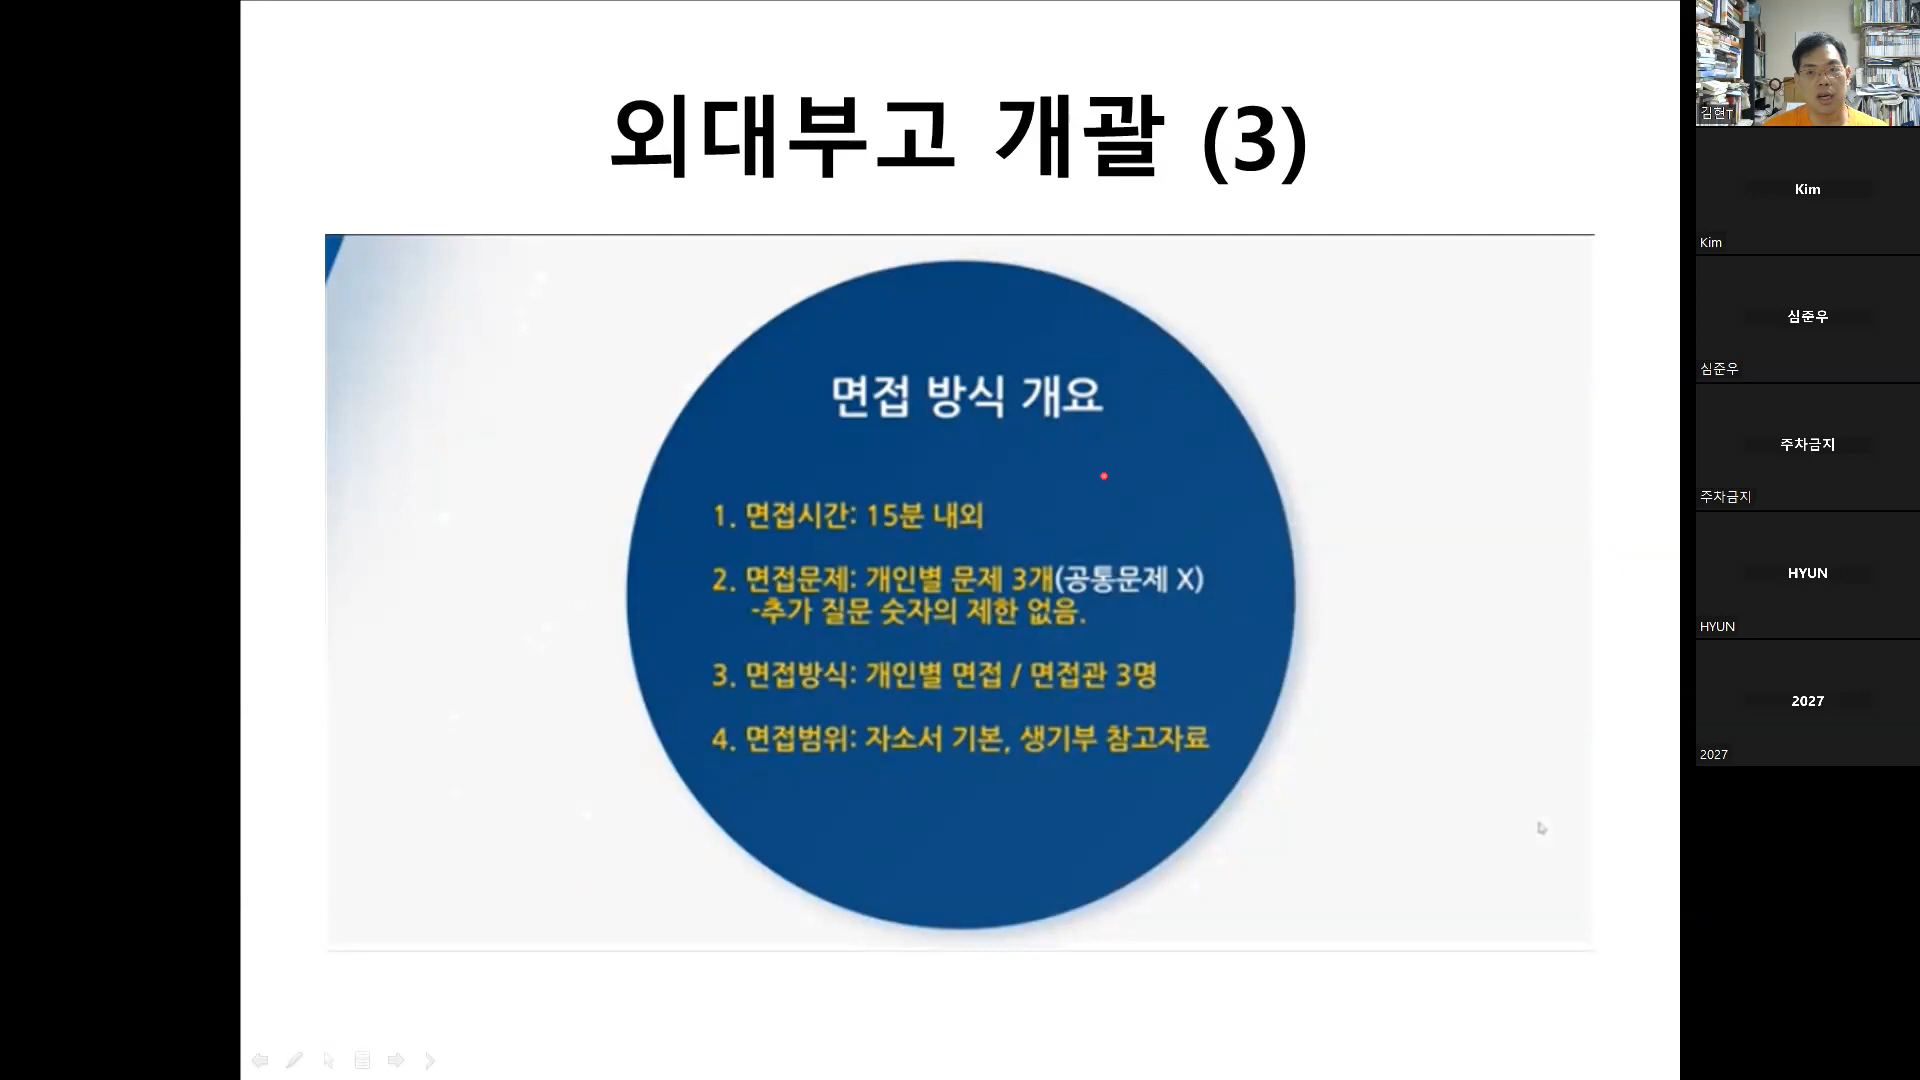 외대부고 개괄 (3)
면접 방식 개요
1. 면접시간: 15분 내외
2. 면접문제: 개인별 문제 3개(공통문제 X)
-추가 질문 숫자의 제한 없음.
3. 면접방식: 개인별 면접 / 면접관 3명
4. 면접범위: 자소서 기본, 생기부 참고자료
김현T
Kim
Kim
심준우
심준우
주차금지
주차금지
HYUN
HYUN
2027
2027